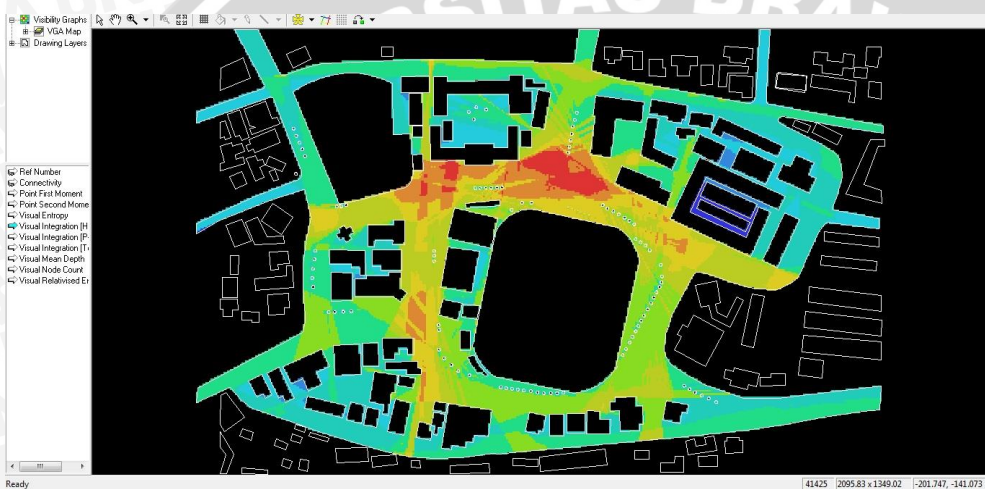 Visibility Graphs
VGA Map
Drawing Layers
Ref Number
Connectivity
Point First Moment
Point Second Mome
Visual Entropy
Visual Integration [H
Visual Integration [P-
Visual Integration [T
Visual Mean Depth
Visual Node Count
Visual Relativised Er
Ready
41425
2095.83 x 1349.02
-201.747, -141.073